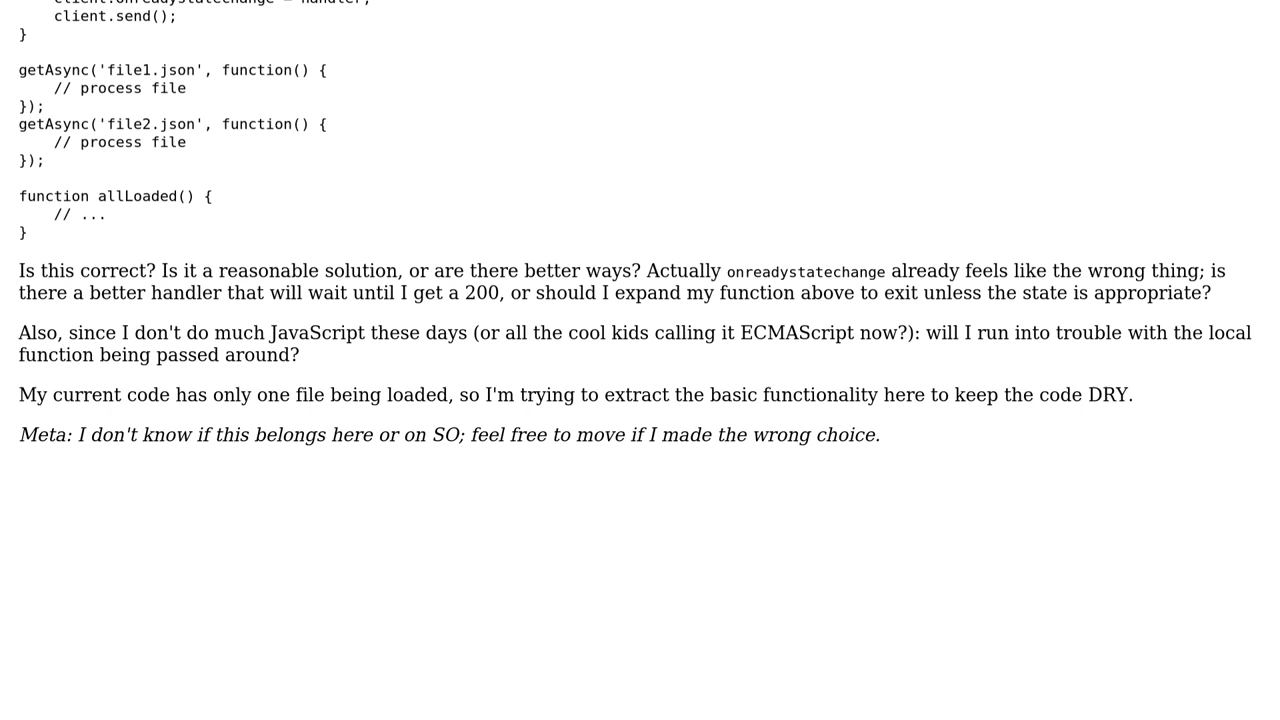 client.onreadystatechange = handler;
    client.send();
}

getAsync('file1.json', function() {
    // process file
});
getAsync('file2.json', function() {
    // process file
});

function allLoaded() {
    // ...
}
Is this correct? Is it a reasonable solution, or are there better ways? Actually onreadystatechange already feels like the wrong thing; is
there a better handler that will wait until I get a 200, or should I expand my function above to exit unless the state is appropriate?
Also, since I don't do much JavaScript these days (or all the cool kids calling it ECMAScript now?): will I run into trouble with the local
function being passed around?
My current code has only one file being loaded, so I'm trying to extract the basic functionality here to keep the code DRY.
Meta: I don't know if this belongs here or on SO; feel free to move if I made the wrong choice.